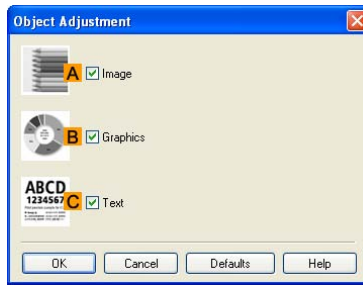 Object Adjustment
A Image
B Graphics
ABCD
1234567
C Text
OK Cancel Defaults Help